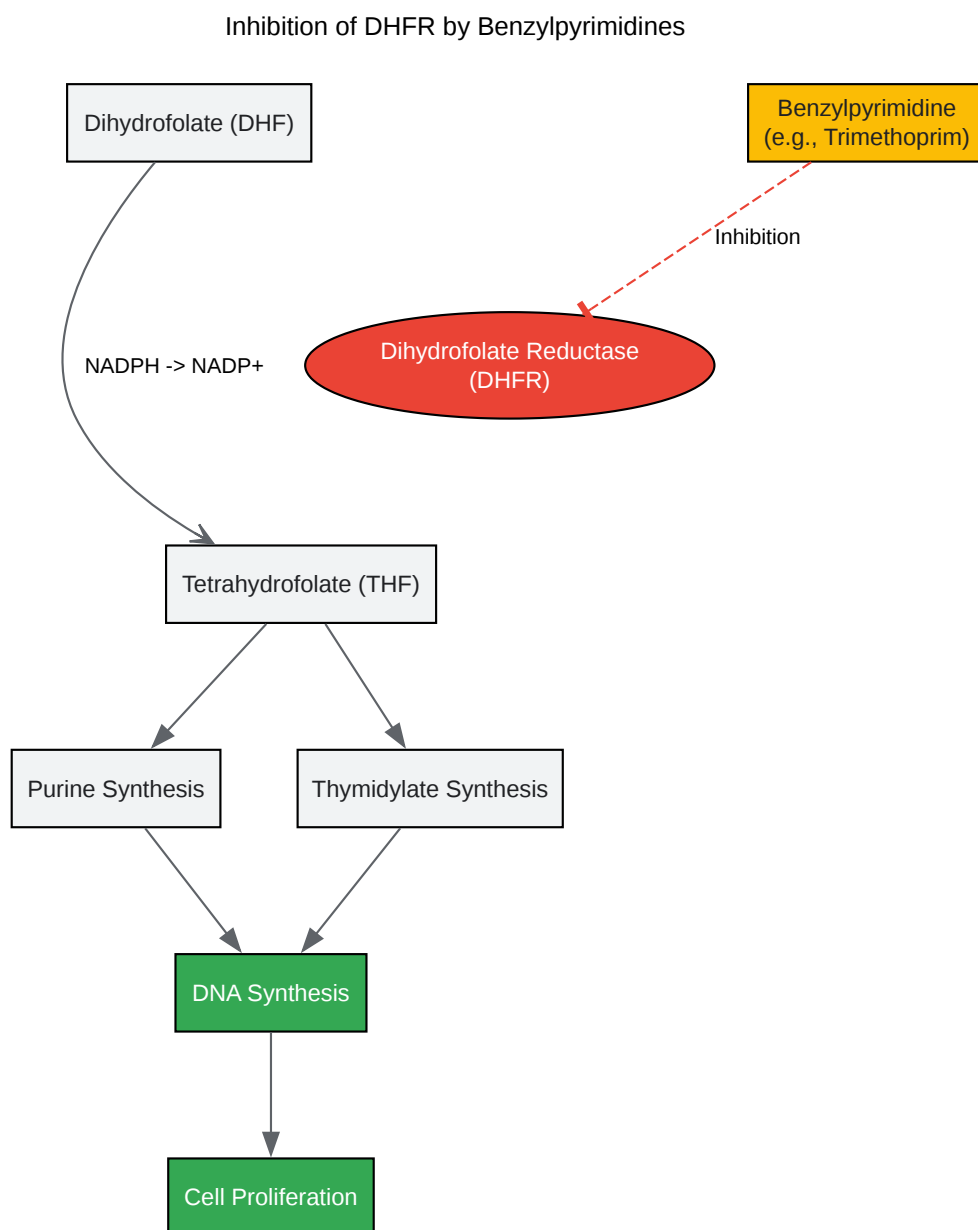 Inhibition of DHFR by Benzylpyrimidines
Dihydrofolate (DHF)
Benzylpyrimidine
(e.g., Trimethoprim)
Inhibition
Dihydrofolate Reductase
(DHFR)
NADPH -> NADP+
Tetrahydrofolate (THF)
Purine Synthesis
Thymidylate Synthesis
DNA Synthesis
Cell Proliferation